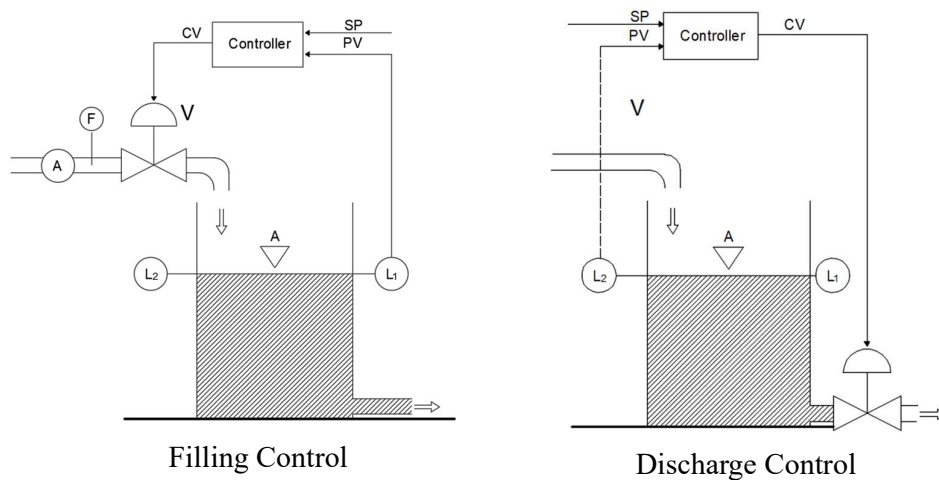 SP
CV
Controller
PV
V
F
A
A
L2
L1
Filling Control
SP
CV
Controller
PV
V
A
L2
L1
Discharge Control